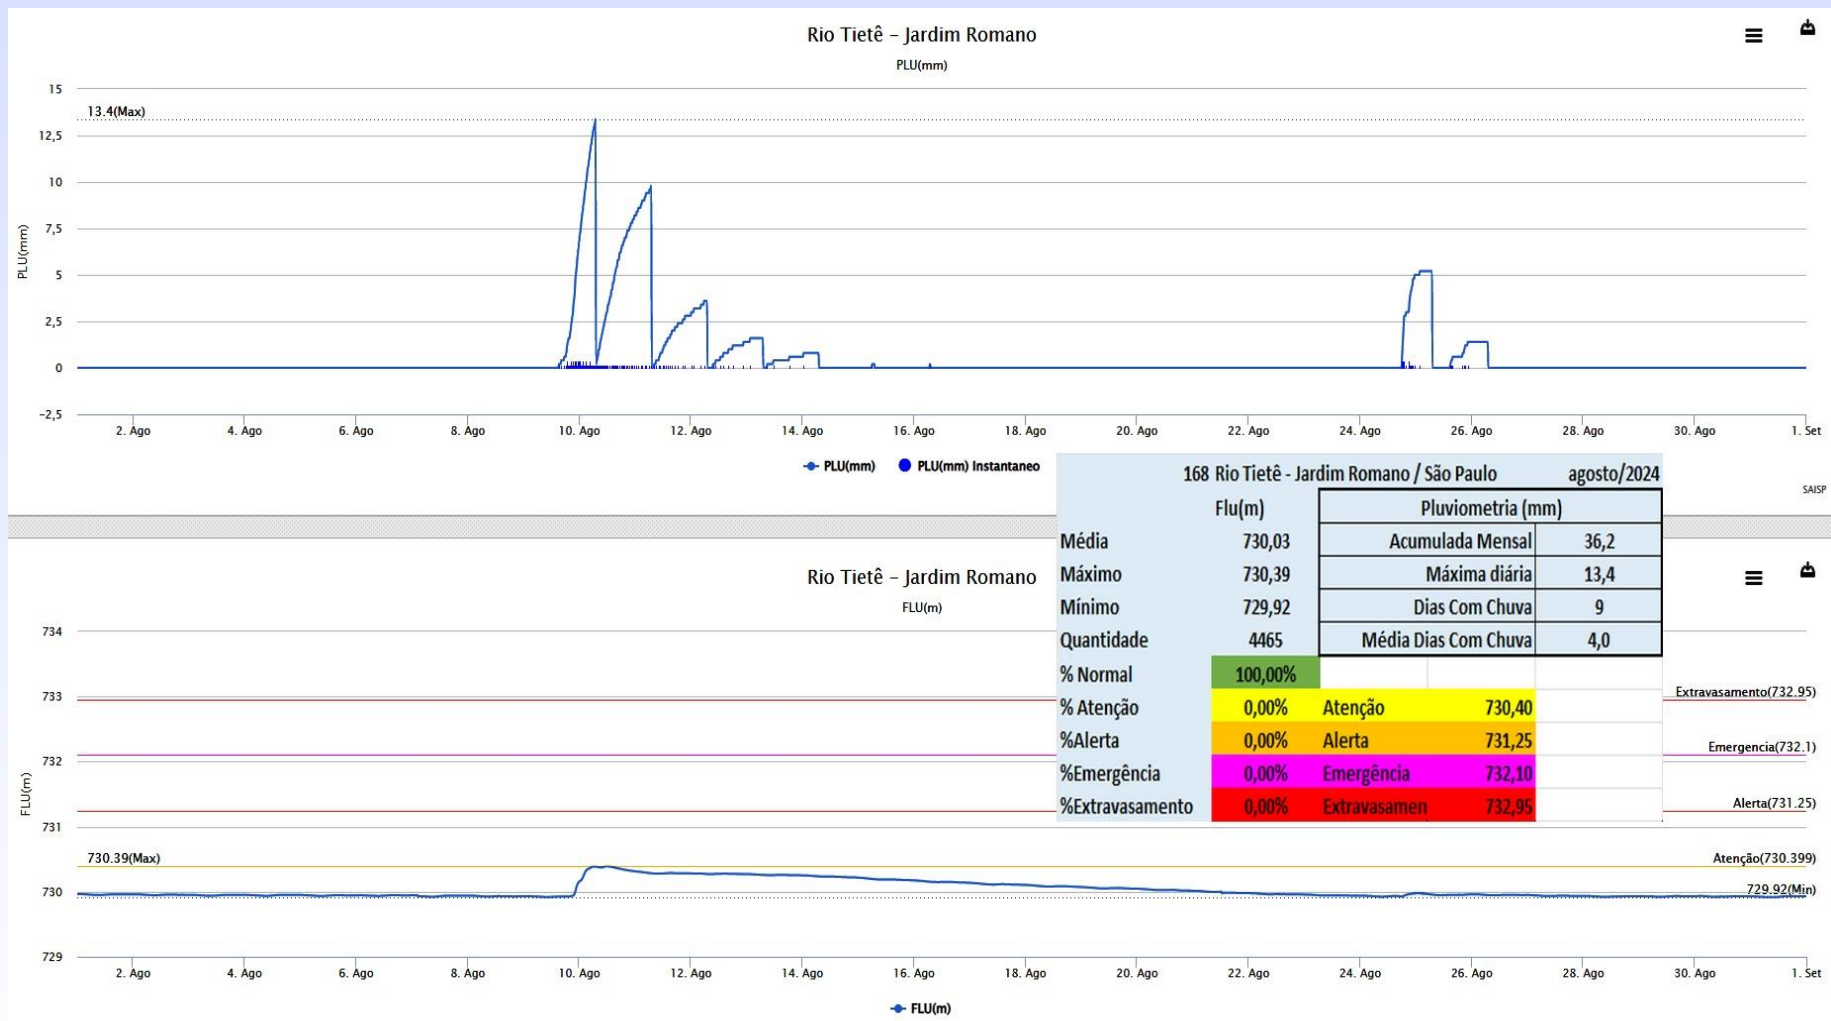 Rio Tietê – Jardim Romano
PLU(mm)
15
13.4(Max)
12,5
10
7,5
5
2,5
0
−2,5
PLU(mm)
2. Ago 4. Ago 6. Ago 8. Ago 10. Ago 12. Ago 14. Ago 16. Ago 18. Ago 20. Ago 22. Ago 24. Ago 26. Ago 28. Ago 30. Ago 1. Set
PLU(mm) PLU(mm) Instantaneo
SAISP
168 Rio Tietê - Jardim Romano / São Paulo agosto/2024
Flu(m) Pluviometria (mm)
Média 730,03 Acumulada Mensal 36,2
Máximo 730,39 Máxima diária 13,4
Mínimo 729,92 Dias Com Chuva 9
Quantidade 4465 Média Dias Com Chuva 4,0
% Normal 100,00%
% Atenção 0,00% Atenção 730,40
%Alerta 0,00% Alerta 731,25
%Emergência 0,00% Emergência 732,10
%Extravasamento 0,00% Extravasamen 732,95
Rio Tietê – Jardim Romano
FLU(m)
734
733
732
731
730
729
FLU(m)
Extravasamento(732.95)
Emergencia(732.1)
Alerta(731.25)
730.39(Max) Atenção(730.399)
729.92(Min)
2. Ago 4. Ago 6. Ago 8. Ago 10. Ago 12. Ago 14. Ago 16. Ago 18. Ago 20. Ago 22. Ago 24. Ago 26. Ago 28. Ago 30. Ago 1. Set
FLU(m)